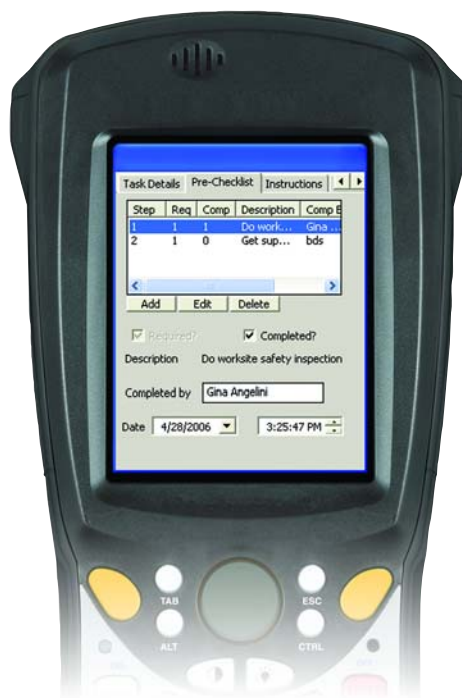 Task Details Pre-Checklist Instructions
Step Req Comp Description Comp B
1 1 1 Do work... Gina ...
2 1 0 Get sup... bds
Add Edit Delete
Required? Completed?
Description Do worksite safety inspection
Completed by Gina Angelini
Date 4/28/2006 3:25:47 PM
TAB ESC
ALT CTRL